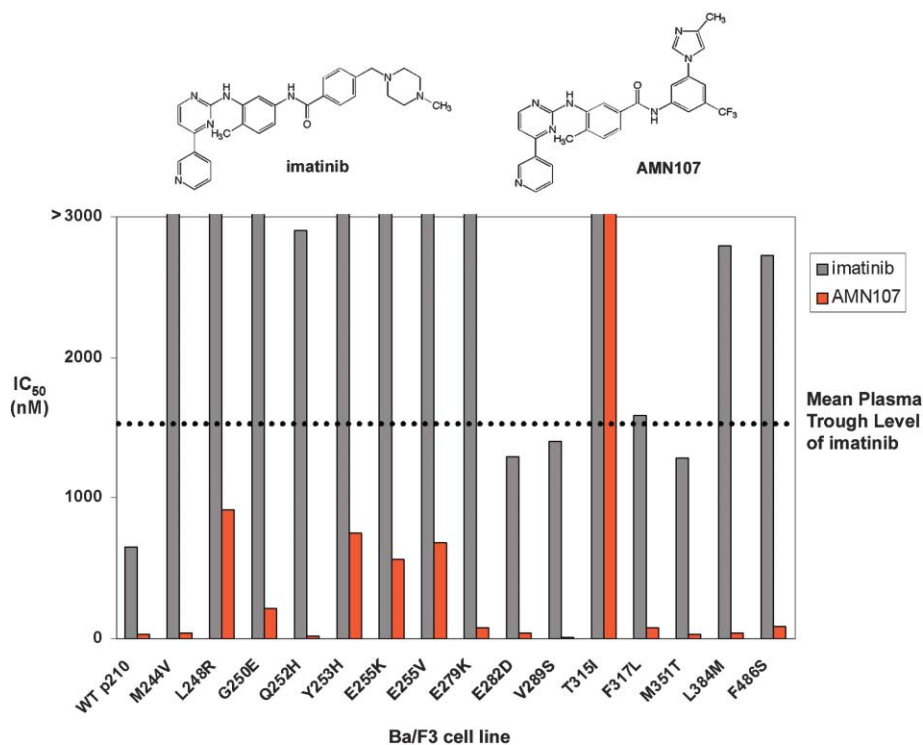 CH₃
N
N
H
N
N
H
N
O
N
N
CH₃
H₃C
N
imatinib
CH₃
N
N
H
N
N
O
N
H
CF₃
N
H₃C
N
AMN107
> 3000
2000
1000
0
IC₅₀
(nM)
imatinib
AMN107
Mean Plasma
Trough Level
of imatinib
WT p210
M244V
L248R
G250E
Q252H
Y253H
E255K
E255V
E279K
E282D
V289S
T315I
F317L
M351T
L384M
F486S
Ba/F3 cell line